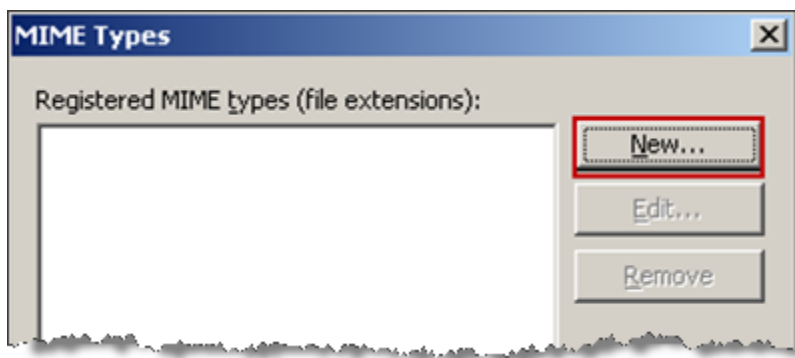 MIME Types
Registered MIME types (file extensions):
New...
Edit...
Remove